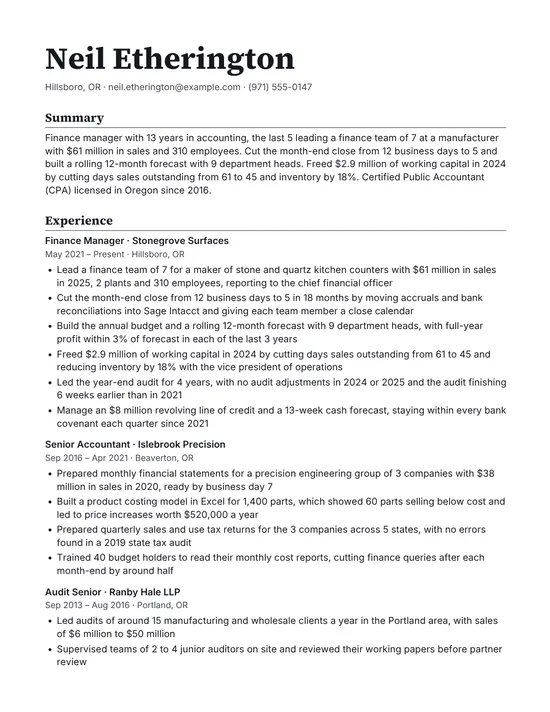 Neil Etherington
Hillsboro, OR · neil.etherington@example.com · (971) 555-0147
Summary
Finance manager with 13 years in accounting, the last 5 leading a finance team of 7 at a manufacturer
with $61 million in sales and 310 employees. Cut the month-end close from 12 business days to 5 and
built a rolling 12-month forecast with 9 department heads. Freed $2.9 million of working capital in 2024
by cutting days sales outstanding from 61 to 45 and inventory by 18%. Certified Public Accountant
(CPA) licensed in Oregon since 2016.
Experience
Finance Manager · Stonegrove Surfaces
May 2021 – Present · Hillsboro, OR
• Lead a finance team of 7 for a maker of stone and quartz kitchen counters with $61 million in sales
in 2025, 2 plants and 310 employees, reporting to the chief financial officer
• Cut the month-end close from 12 business days to 5 in 18 months by moving accruals and bank
reconciliations into Sage Intacct and giving each team member a close calendar
• Build the annual budget and a rolling 12-month forecast with 9 department heads, with full-year
profit within 3% of forecast in each of the last 3 years
• Freed $2.9 million of working capital in 2024 by cutting days sales outstanding from 61 to 45 and
reducing inventory by 18% with the vice president of operations
• Led the year-end audit for 4 years, with no audit adjustments in 2024 or 2025 and the audit finishing
6 weeks earlier than in 2021
• Manage an $8 million revolving line of credit and a 13-week cash forecast, staying within every bank
covenant each quarter since 2021
Senior Accountant · Islebrook Precision
Sep 2016 – Apr 2021 · Beaverton, OR
• Prepared monthly financial statements for a precision engineering group of 3 companies with $38
million in sales in 2020, ready by business day 7
• Built a product costing model in Excel for 1,400 parts, which showed 60 parts selling below cost and
led to price increases worth $520,000 a year
• Prepared quarterly sales and use tax returns for the 3 companies across 5 states, with no errors
found in a 2019 state tax audit
• Trained 40 budget holders to read their monthly cost reports, cutting finance queries after each
month-end by around half
Audit Senior · Ranby Hale LLP
Sep 2013 – Aug 2016 · Portland, OR
• Led audits of around 15 manufacturing and wholesale clients a year in the Portland area, with sales
of $6 million to $50 million
• Supervised teams of 2 to 4 junior auditors on site and reviewed their working papers before partner
review